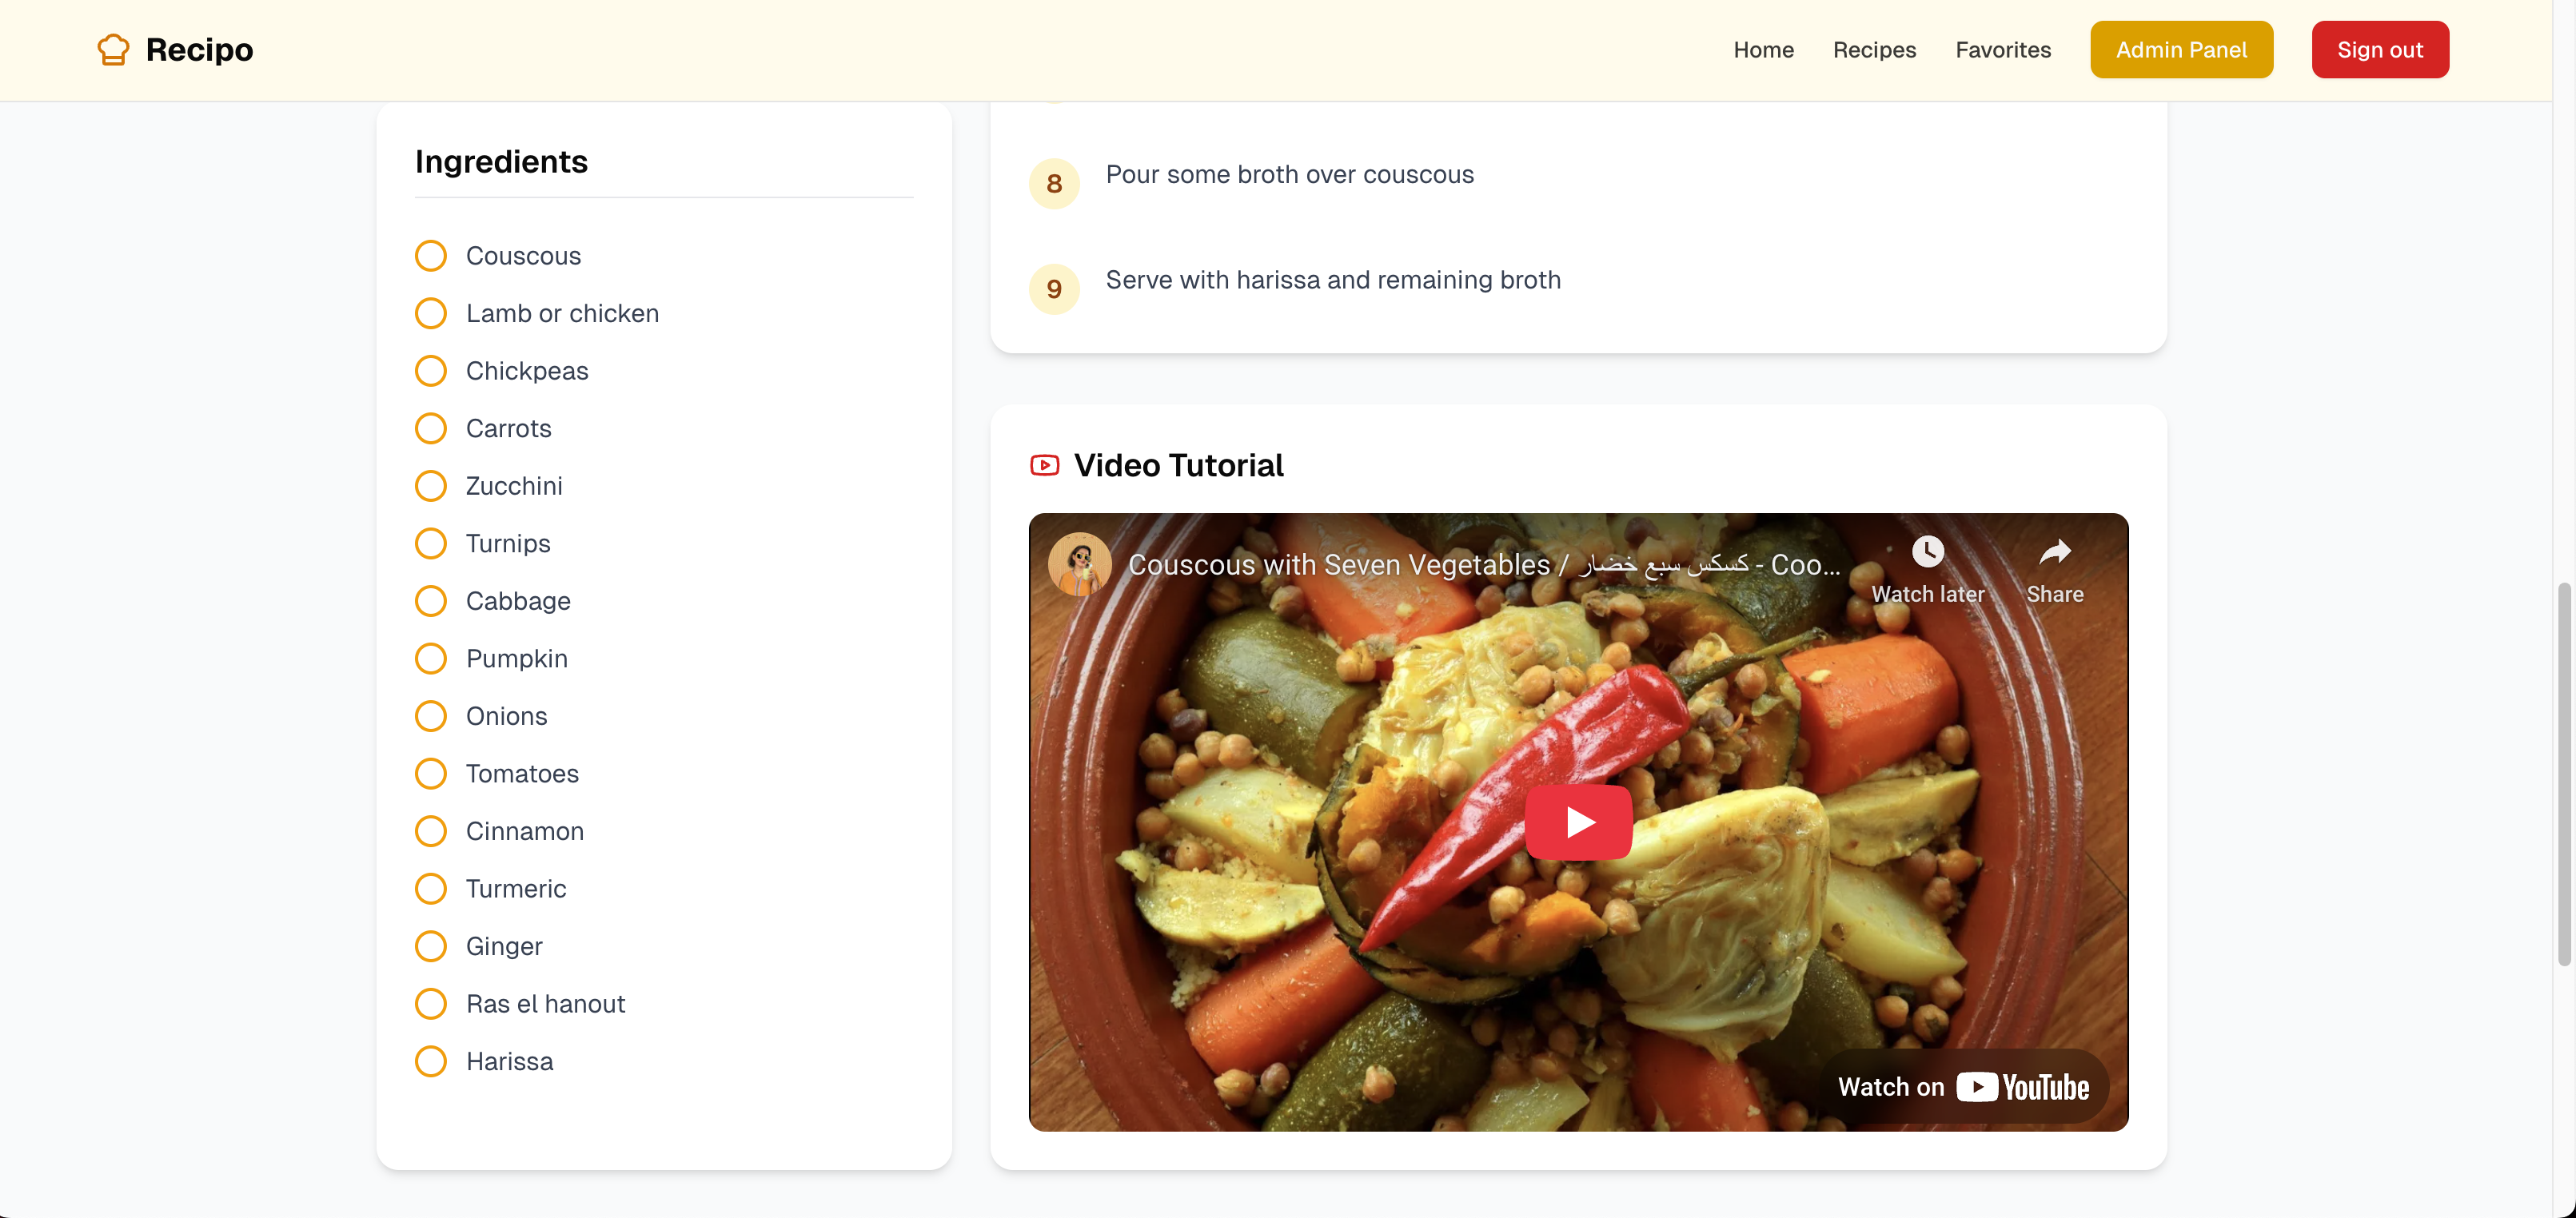 Recipo
Home
Recipes
Favorites
Admin Panel
Sign out
Ingredients
Couscous
Lamb or chicken
Chickpeas
Carrots
Zucchini
Turnips
Cabbage
Pumpkin
Onions
Tomatoes
Cinnamon
Turmeric
Ginger
Ras el hanout
Harissa
8
Pour some broth over couscous
9
Serve with harissa and remaining broth
Video Tutorial
Couscous with Seven Vegetables / كسكس سبع خضار - Coo...
Watch later
Share
Watch on YouTube